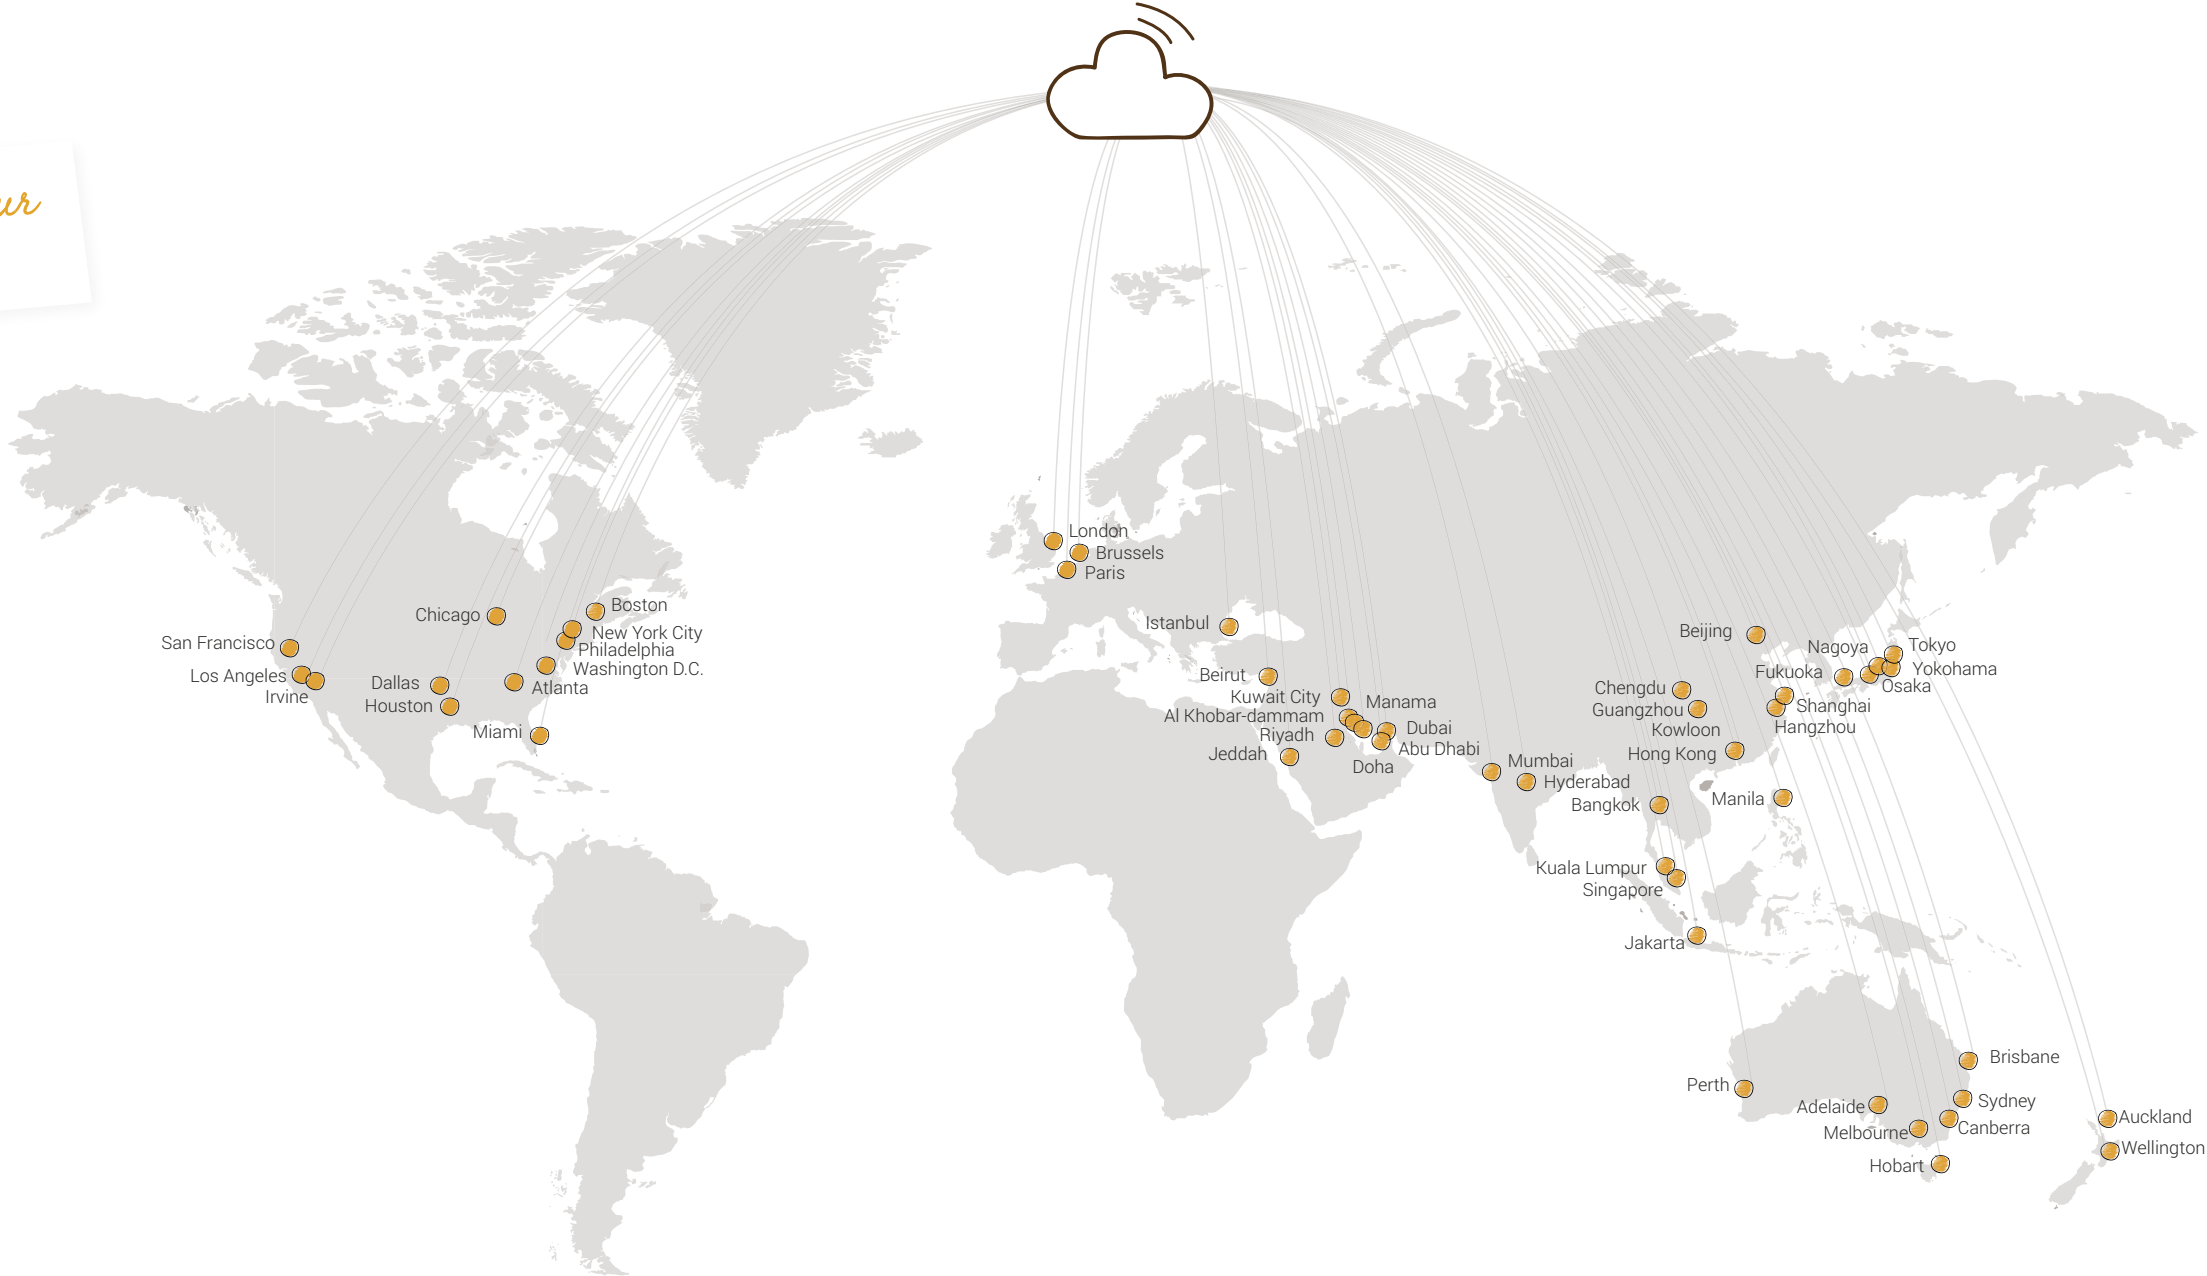 London
Brussels
Paris
Boston
Chicago
New York City
San Francisco
Philadelphia
Washington D.C.
Los Angeles
Irvine
Dallas
Atlanta
Houston
Miami
Istanbul
Beirut
Kuwait City
Manama
Al Khobar-dammam
Riyadh
Dubai
Jeddah
Abu Dhabi
Doha
Mumbai
Hyderabad
Beijing
Nagoya
Tokyo
Fukuoka
Yokohama
Osaka
Chengdu
Shanghai
Guangzhou
Hangzhou
Kowloon
Hong Kong
Manila
Bangkok
Kuala Lumpur
Singapore
Jakarta
Brisbane
Perth
Sydney
Adelaide
Canberra
Melbourne
Hobart
Auckland
Wellington